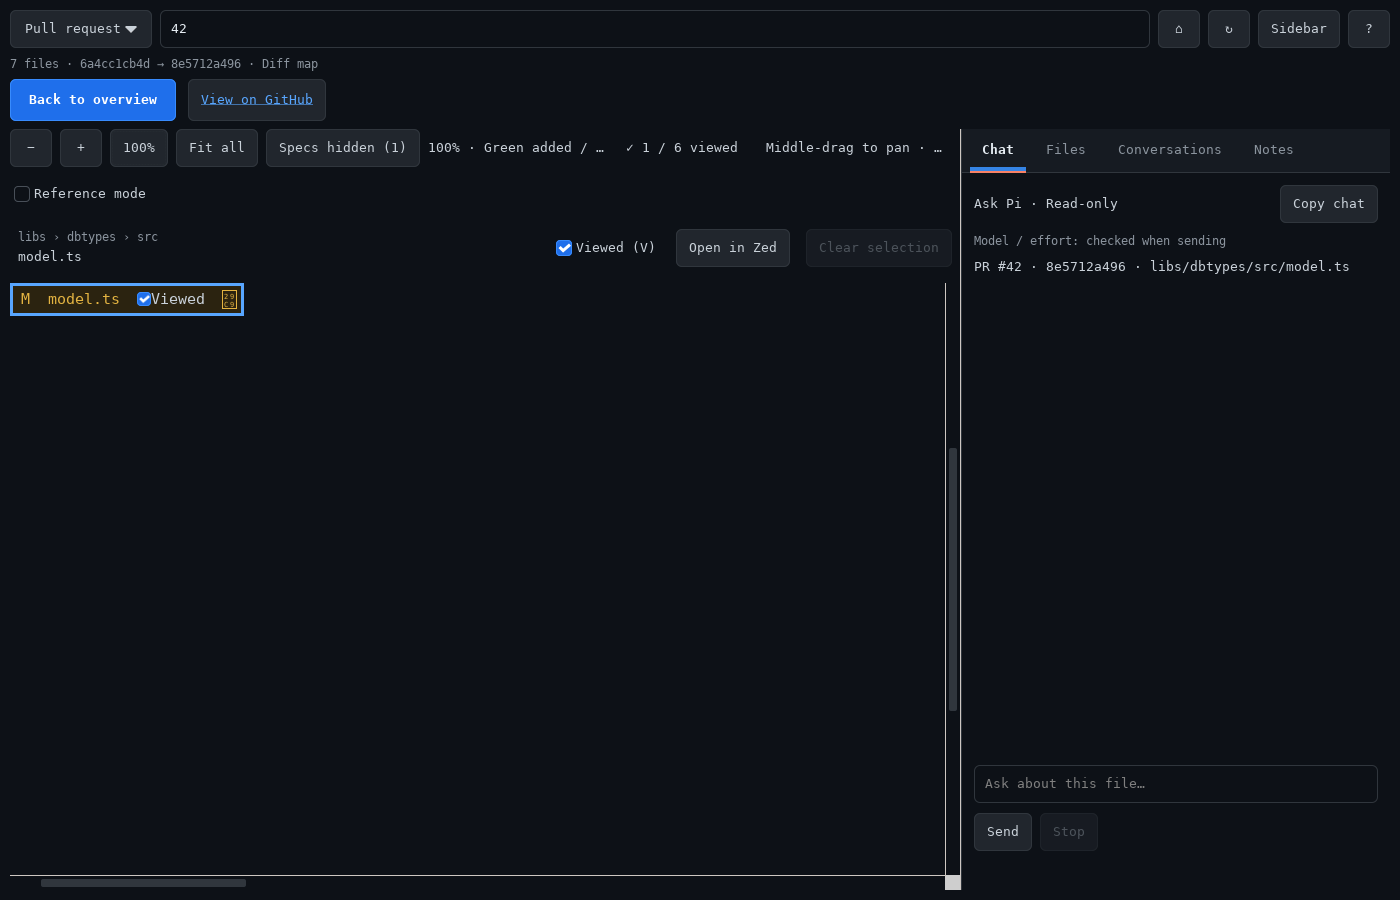 Pull request 42 ⌂ ↻ Sidebar ?
7 files · 6a4cc1cb4d → 8e5712a496 · Diff map
Back to overview View on GitHub
− + 100% Fit all Specs hidden (1) 100% · Green added / … ✓ 1 / 6 viewed Middle-drag to pan · …
Reference mode
libs › dbtypes › src
model.ts
Viewed (V) Open in Zed Clear selection
M model.ts Viewed
Chat Files Conversations Notes
Ask Pi · Read-only Copy chat
Model / effort: checked when sending
PR #42 · 8e5712a496 · libs/dbtypes/src/model.ts
Ask about this file…
Send Stop